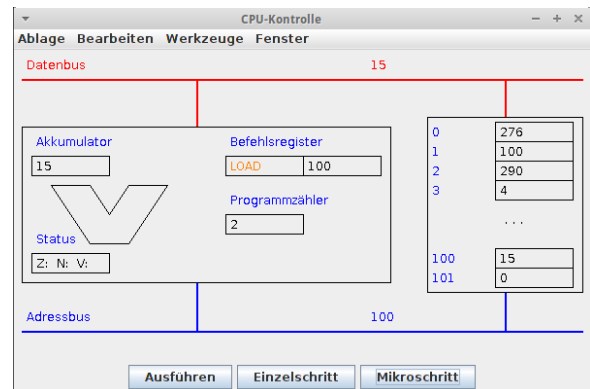 CPU-Kontrolle
Ablage Bearbeiten Werkzeuge Fenster
Datenbus 15
Akkumulator Befehlsregister
15 LOAD 100
Programmzähler
2
Status
Z: N: V:
0 276
1 100
2 290
3 4
...
100 15
101 0
Adressbus 100
Ausführen Einzelschritt Mikroschritt